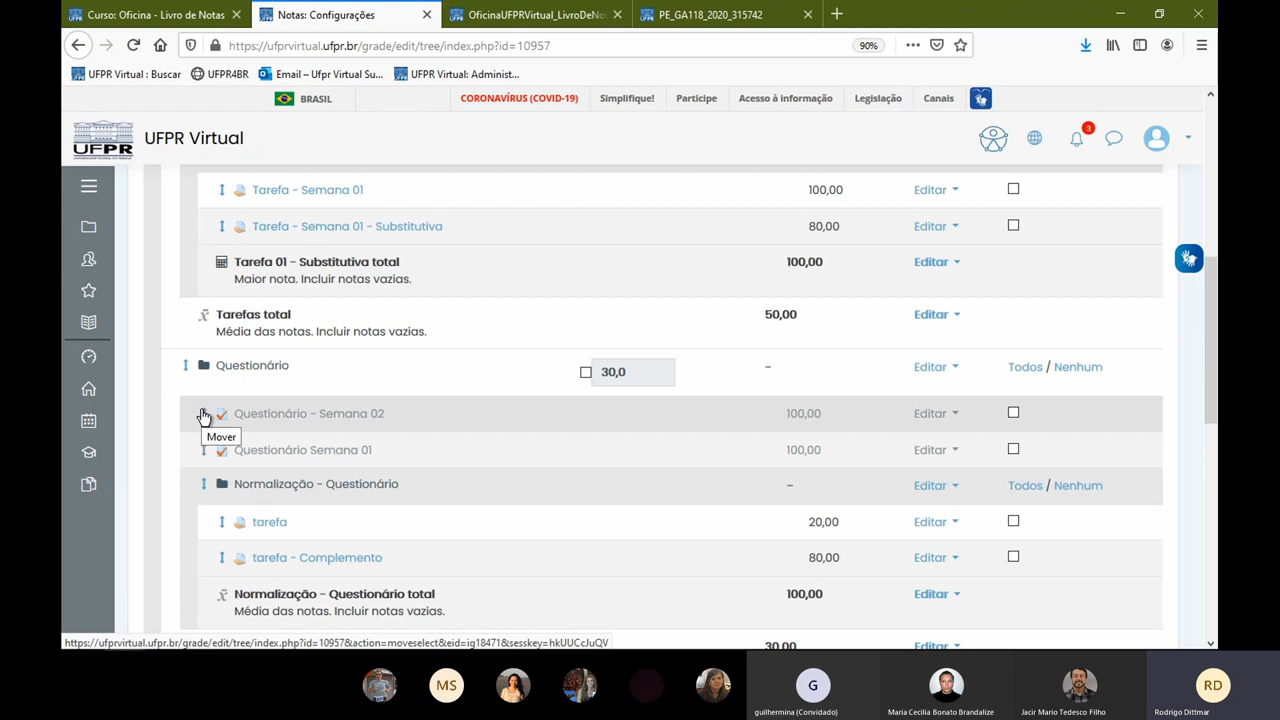 Curso: Oficina - Livro de Notas
Notas: Configurações
OficinaUFPRVirtual_LivroDeNo
PE_GA118_2020_315742
https://ufprvirtual.ufpr.br/grade/edit/tree/index.php?id=10957
90%
UFPR Virtual : Buscar
UFPR4BR
Email – Ufpr Virtual Su...
UFPR Virtual: Administ...
BRASIL
CORONAVÍRUS (COVID-19)
Simplifique!
Participe
Acesso à informação
Legislação
Canais
UFPR
UFPR Virtual
3
Tarefa - Semana 01 100,00 Editar
Tarefa - Semana 01 - Substitutiva 80,00 Editar
Tarefa 01 - Substitutiva total 100,00 Editar
Maior nota. Incluir notas vazias.
Tarefas total 50,00 Editar
Média das notas. Incluir notas vazias.
Questionário 30,0 - Editar Todos / Nenhum
Questionário - Semana 02 100,00 Editar
Mover
Questionário Semana 01 100,00 Editar
Normalização - Questionário - Editar Todos / Nenhum
tarefa 20,00 Editar
tarefa - Complemento 80,00 Editar
Normalização - Questionário total 100,00 Editar
Média das notas. Incluir notas vazias.
30,00 Editar
https://ufprvirtual.ufpr.br/grade/edit/tree/index.php?id=10957&action=moveselect&eid=ig18471&sesskey=hkUUCcJuQV
MS
G
RD
guilhermina (Convidado)
Maria Cecilia Bonato Brandalize
Jacir Mario Tedesco Filho
Rodrigo Dittmar